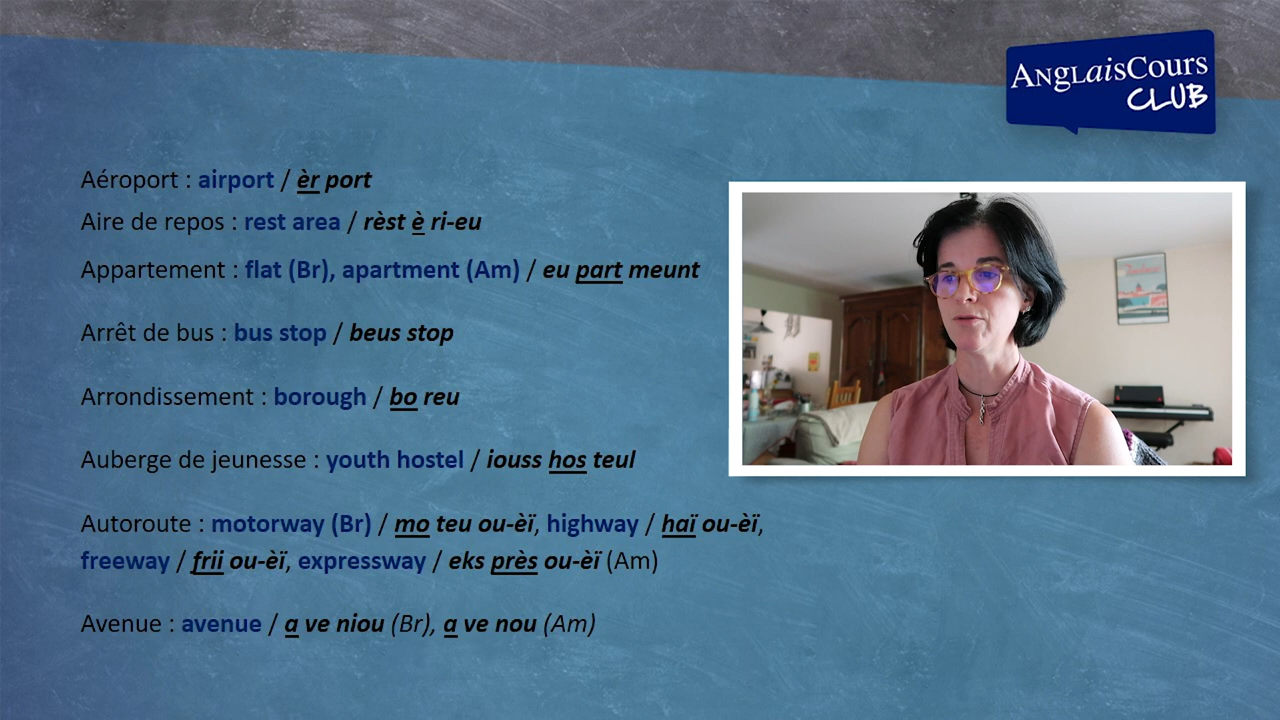 AnglaisCours
CLUB
Aéroport : airport / èr port
Aire de repos : rest area / rèst è ri-eu
Appartement : flat (Br), apartment (Am) / eu part meunt
Arrêt de bus : bus stop / beus stop
Arrondissement : borough / bo reu
Auberge de jeunesse : youth hostel / iouss hos teul
Autoroute : motorway (Br) / mo teu ou-èï, highway / haï ou-èï,
freeway / frii ou-èï, expressway / eks près ou-èï (Am)
Avenue : avenue / a ve niou (Br), a ve nou (Am)